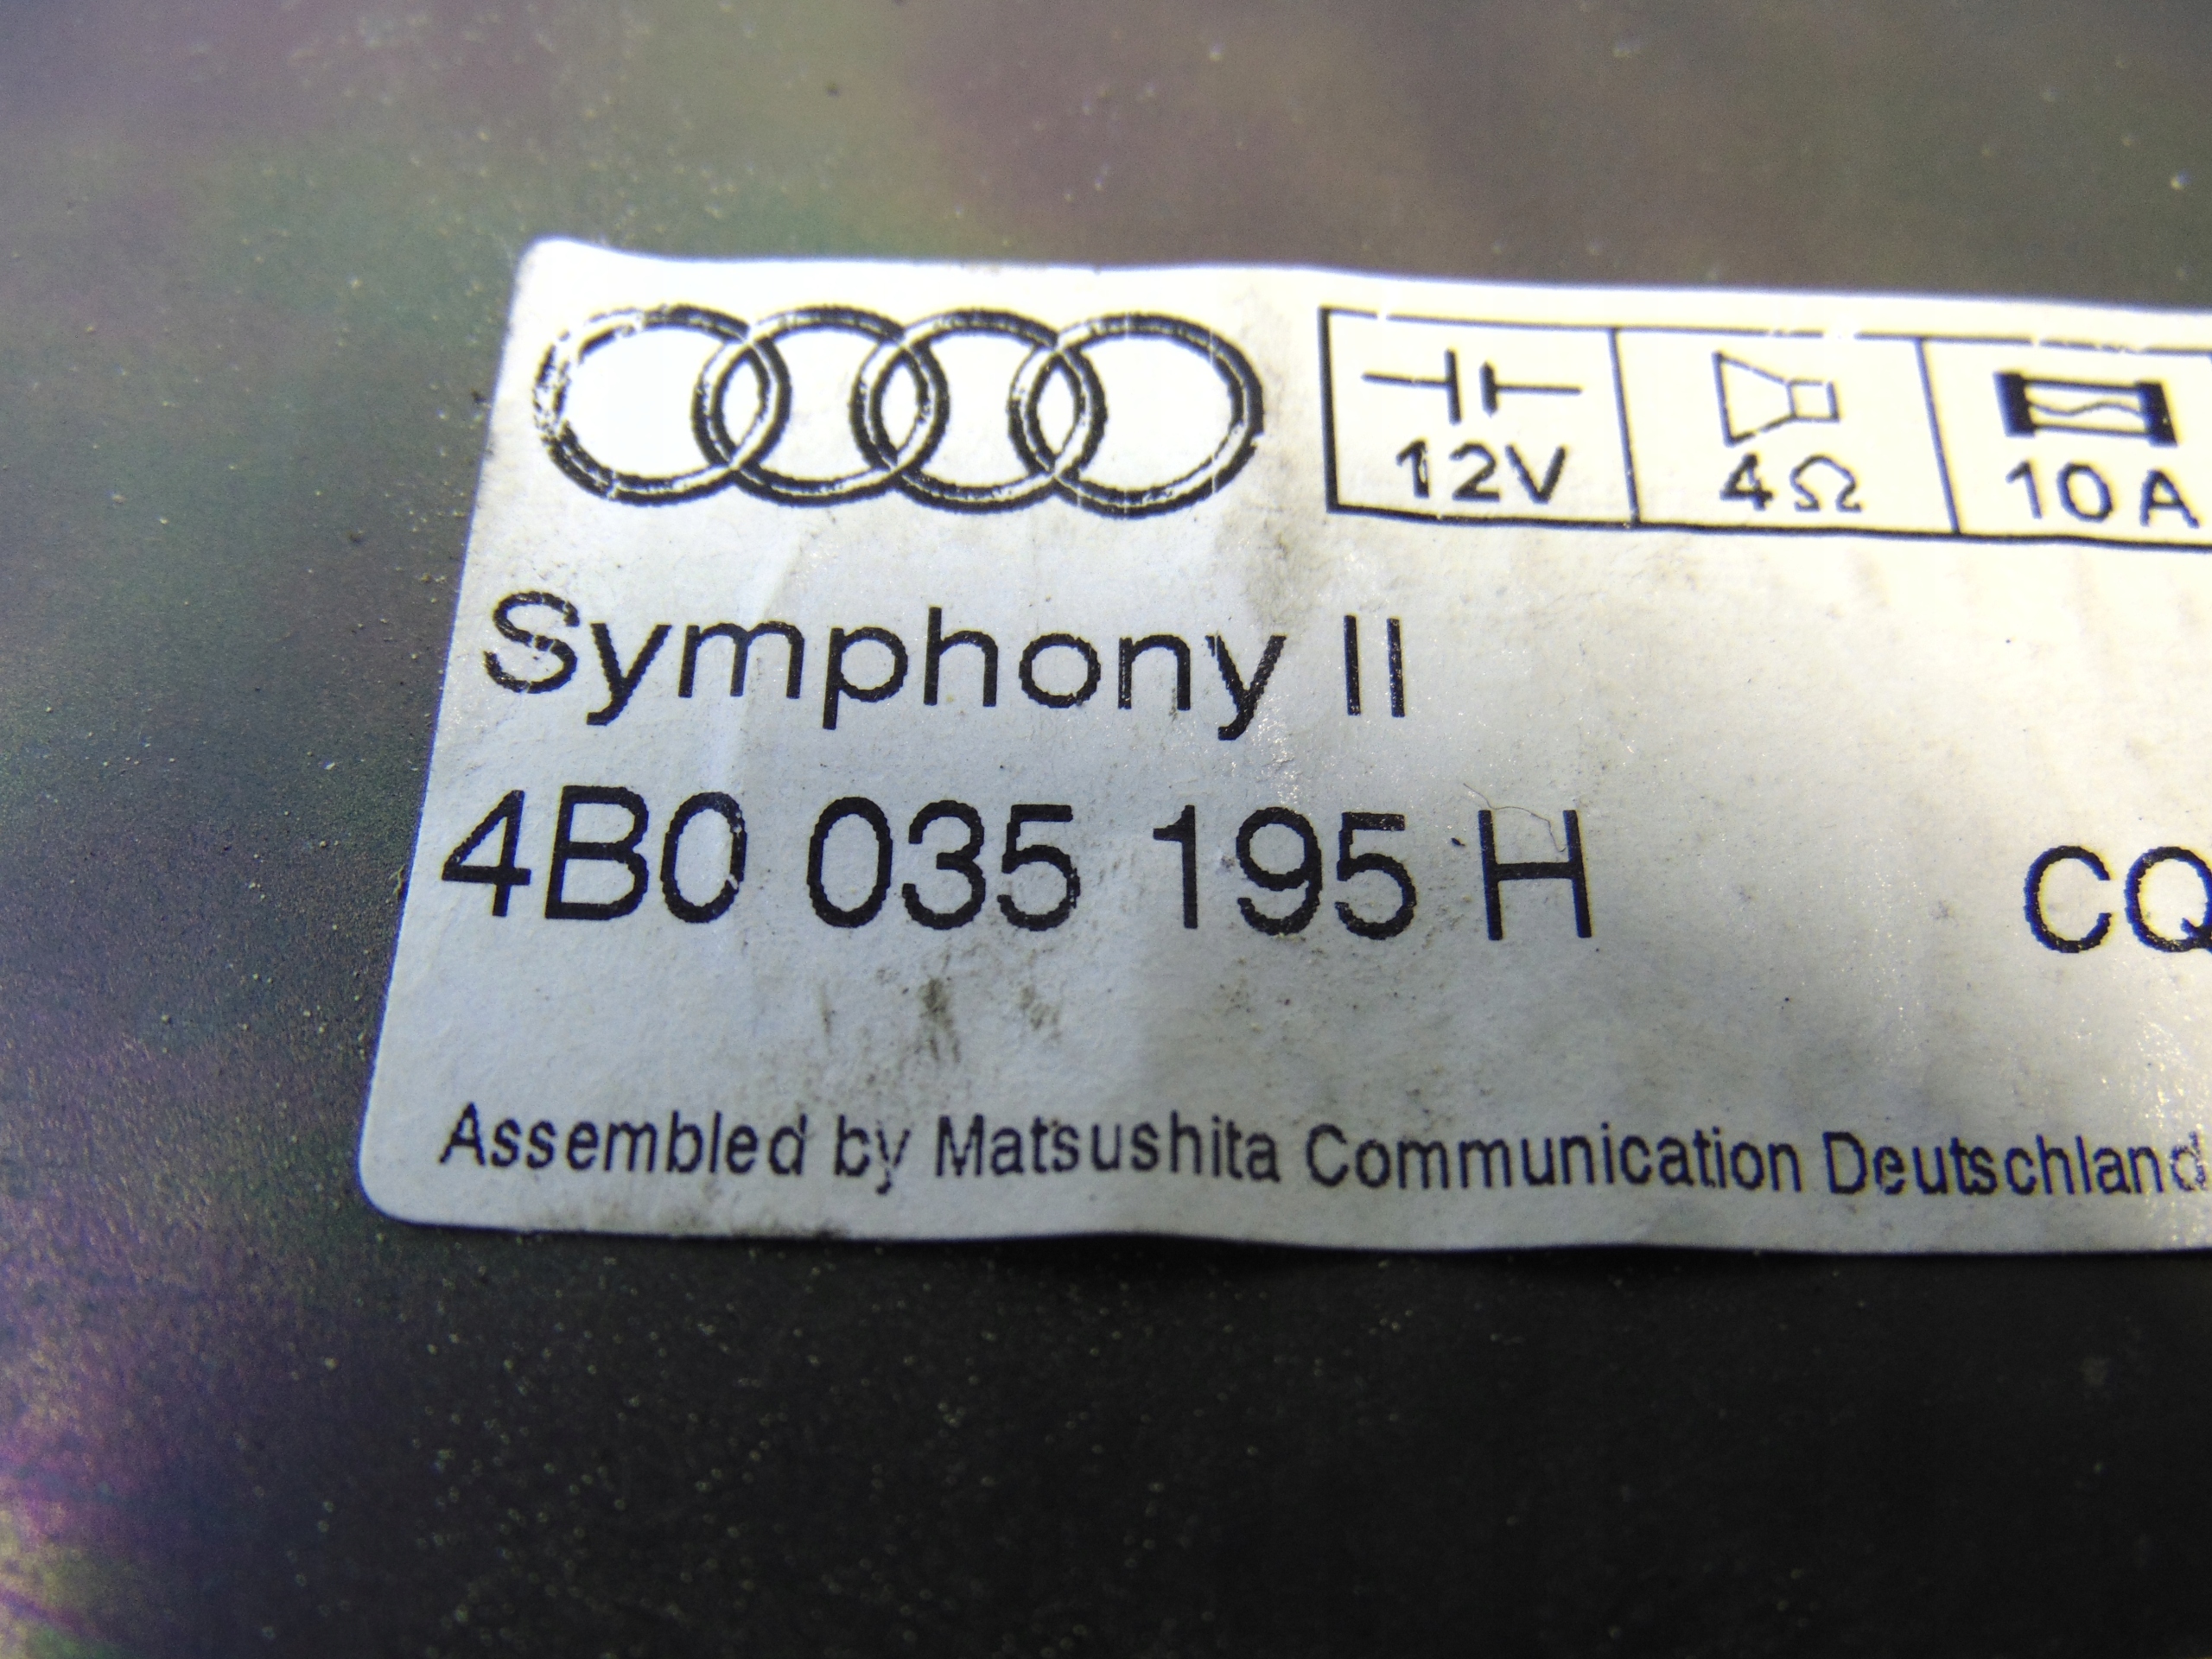 12V 4Ω 10A
Symphony II
4B0 035 195 H CQ
Assembled by Matsushita Communication Deutschland